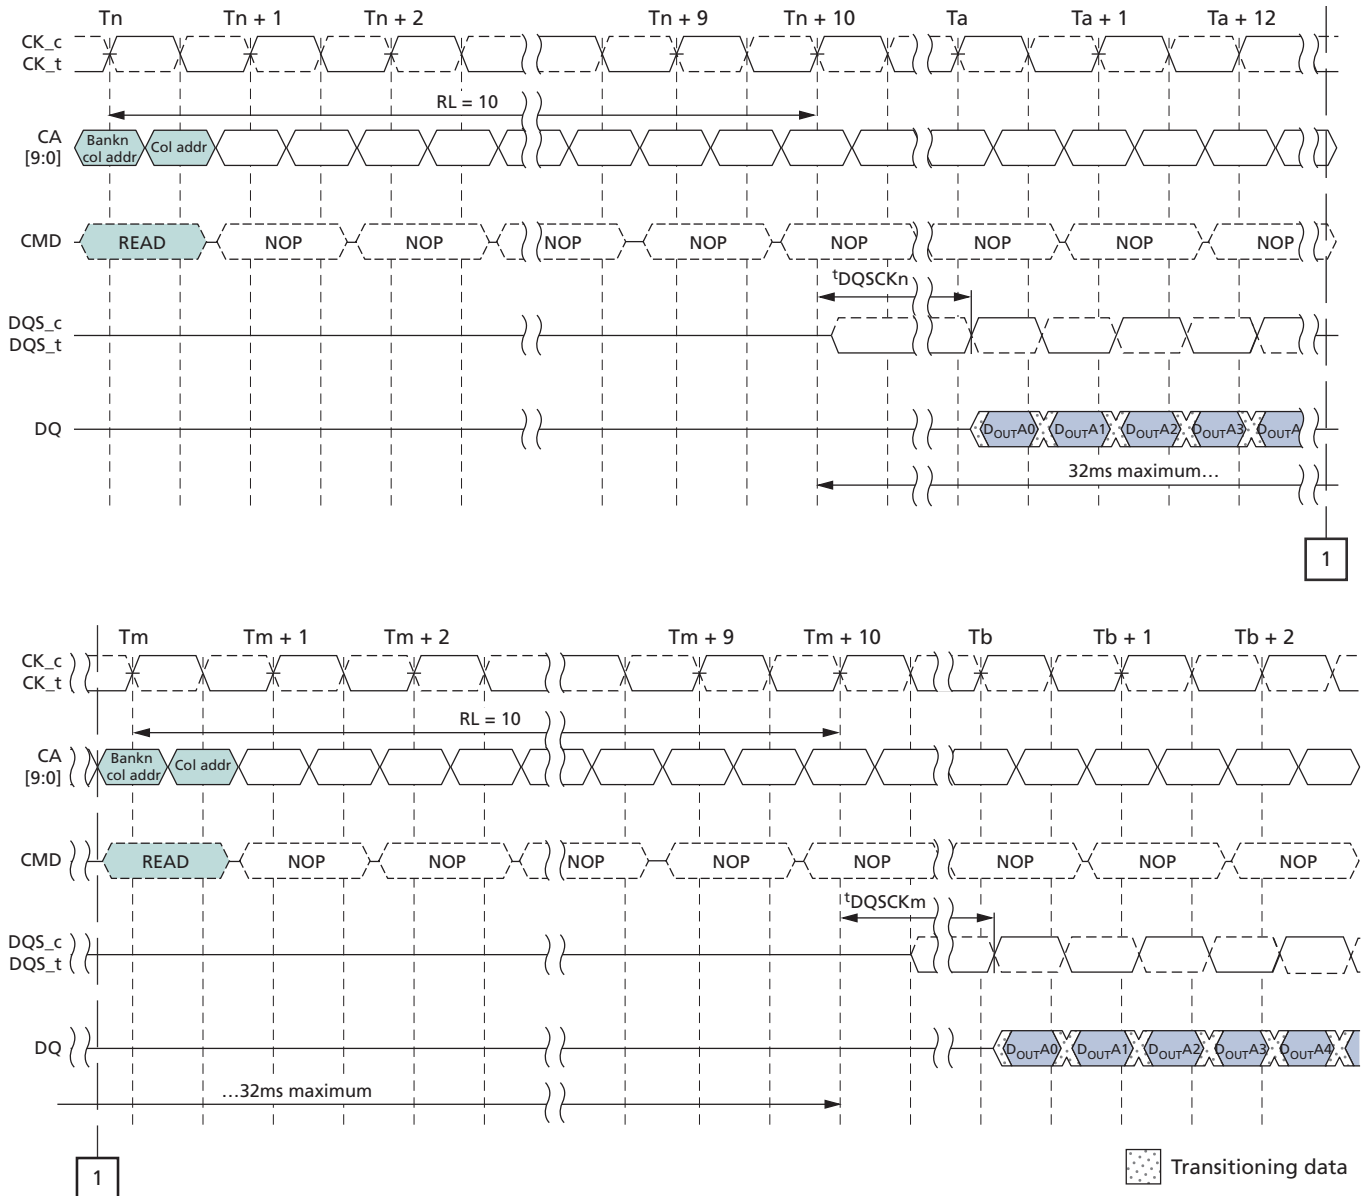 Tn Tn + 1 Tn + 2 Tn + 9 Tn + 10 Ta Ta + 1 Ta + 12
CK_c
CK_t
RL = 10
CA
[9:0]
Bankn
col addr
Col addr
CMD READ NOP NOP NOP NOP NOP NOP NOP NOP
tDQSCKn
DQS_c
DQS_t
DQ DOUTA0 DOUTA1 DOUTA2 DOUTA3 DOUTA
32ms maximum…
1
Tm Tm + 1 Tm + 2 Tm + 9 Tm + 10 Tb Tb + 1 Tb + 2
CK_c
CK_t
RL = 10
CA
[9:0]
Bankn
col addr
Col addr
CMD READ NOP NOP NOP NOP NOP NOP NOP NOP
tDQSCKm
DQS_c
DQS_t
DQ DOUTA0 DOUTA1 DOUTA2 DOUTA3 DOUTA4
…32ms maximum
1
Transitioning data